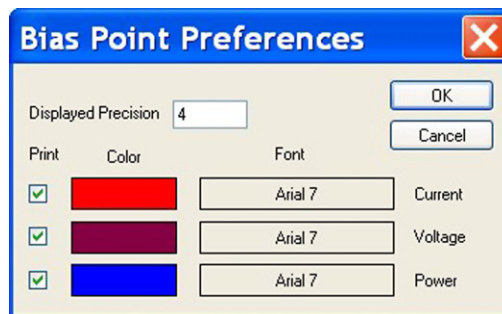 Bias Point Preferences
OK
Displayed Precision 4
Cancel
Print Color Font
Arial 7 Current
Arial 7 Voltage
Arial 7 Power